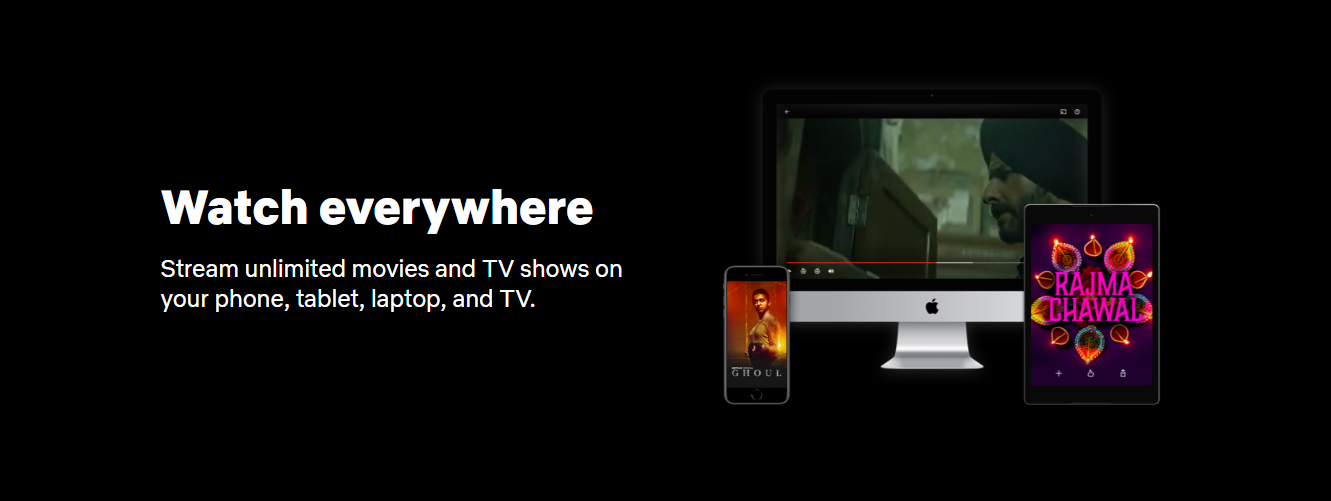 Watch everywhere
Stream unlimited movies and TV shows on
your phone, tablet, laptop, and TV.
GHOUL
RAJMA
CHAWAL